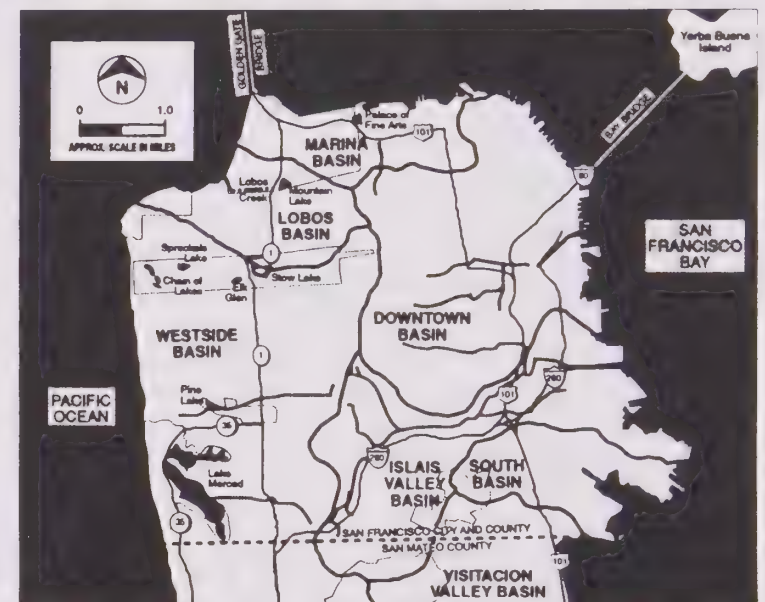 GOLDEN GATE
BRIDGE
Yerba Buena
Island
N
0 1.0
APPROX. SCALE IN MILES
BAY BRIDGE
Palace of
Fine Arts
101
MARINA
BASIN
80
Lobos
Creek
Mountain
Lake
LOBOS
BASIN
SAN
FRANCISCO
BAY
1
Spreckels
Lake
Stow Lake
Chain of
Lakes
Elk
Glen
DOWNTOWN
BASIN
WESTSIDE
BASIN
1
280
101
Pine
Lake
PACIFIC
OCEAN
35
280
ISLAIS
VALLEY
BASIN
SOUTH
BASIN
Lake
Merced
35
SAN FRANCISCO CITY AND COUNTY
SAN MATEO COUNTY
101
VISITACION
VALLEY BASIN